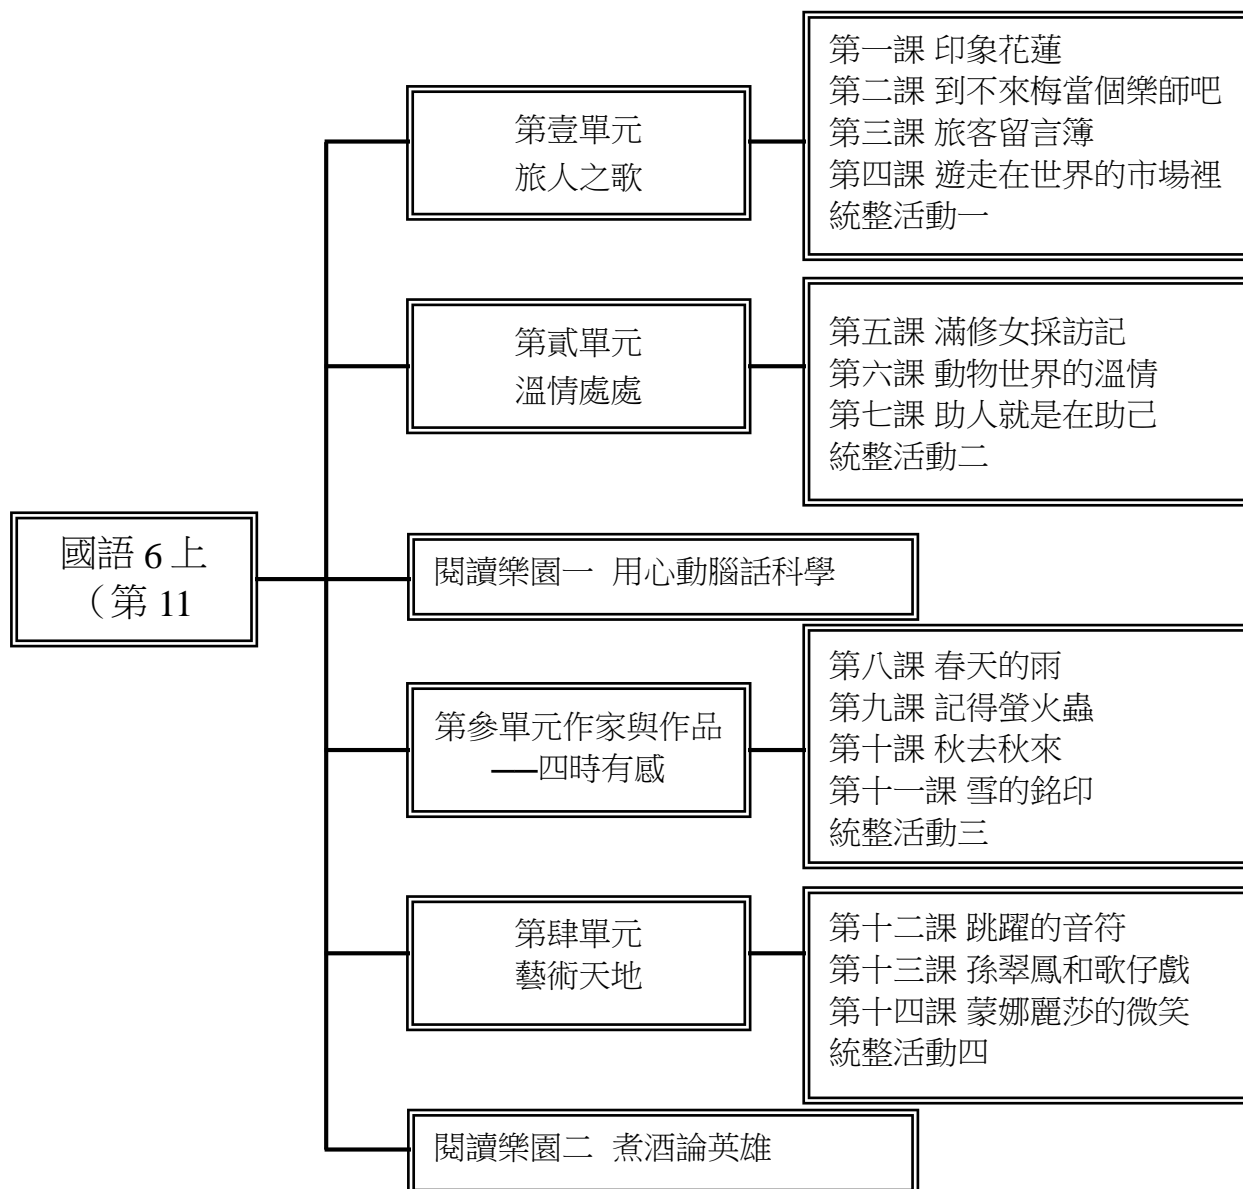 國語 6 上
（第 11
第壹單元
旅人之歌
第一課 印象花蓮
第二課 到不來梅當個樂師吧
第三課 旅客留言簿
第四課 遊走在世界的市場裡
統整活動一
第貳單元
溫情處處
第五課 滿修女採訪記
第六課 動物世界的溫情
第七課 助人就是在助己
統整活動二
閱讀樂園一 用心動腦話科學
第參單元作家與作品
──四時有感
第八課 春天的雨
第九課 記得螢火蟲
第十課 秋去秋來
第十一課 雪的銘印
統整活動三
第肆單元
藝術天地
第十二課 跳躍的音符
第十三課 孫翠鳳和歌仔戲
第十四課 蒙娜麗莎的微笑
統整活動四
閱讀樂園二 煮酒論英雄